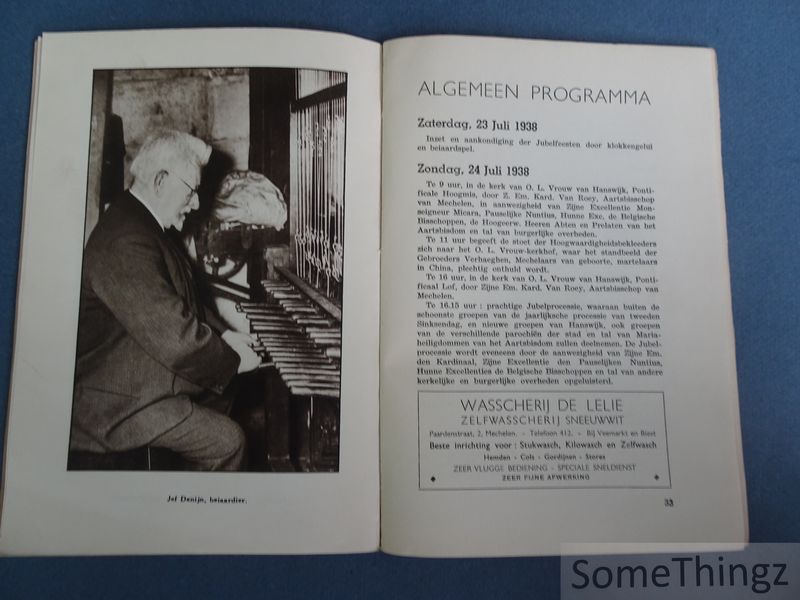 Jef Denijn, beiaardier.
ALGEMEEN PROGRAMMA
Zaterdag, 23 Juli 1938
Inzet en aankondiging der Jubelfeesten door klokkengelui
en beiaardspel.
Zondag, 24 Juli 1938
Te 9 uur, in de kerk van O. L. Vrouw van Hanswijk, Ponti-
ficale Hoogmis, door Z. Em. Kard. Van Roey, Aartsbisschop
van Mechelen, in aanwezigheid van Zijne Excellentie Mon-
seigneur Micara, Pauselijke Nuntius, Hunne Exc. de Belgische
Bisschoppen, de Hoogeerw. Heeren Abten en Prelaten van het
Aartsbisdom en tal van burgerlijke overheden.
Te 11 uur begeeft de stoet der Hoogwaardigheidsbekleeders
zich naar het O. L. Vrouw-kerkhof, waar het standbeeld der
Gebroeders Verhaeghen, Mechelaars van geboorte, martelaars
in China, plechtig onthuld wordt.
Te 16 uur, in de kerk van O. L. Vrouw van Hanswijk, Ponti-
ficaal Lof, door Zijne Em. Kard. Van Roey, Aartsbisschop van
Mechelen.
Te 16.15 uur : prachtige Jubelprocessie, waaraan buiten de
schoonste groepen van de jaarlijksche processie van tweeden
Sinksendag, en nieuwe groepen van Hanswijk, ook groepen
van de verschillende parochiën der stad en tal van Maria-
heiligdommen van het Aartsbisdom zullen deelnemen. De Jubel-
processie wordt eveneens door de aanwezigheid van Zijne Em.
den Kardinaal, Zijne Excellentie den Pauselijken Nuntius,
Hunne Excellenties de Belgische Bisschoppen en tal van andere
kerkelijke en burgerlijke overheden opgeluisterd.
WASSCHERIJ DE LELIE
ZELFWASSCHERIJ SNEEUWWIT
Paardenstraat, 2, Mechelen. - Telefoon 412. - Bij Veemarkt en Biest
Beste inrichting voor : Stukwasch, Kilowasch en Zelfwasch
Hemden - Cols - Gordijnen - Stores
ZEER VLUGGE BEDIENING - SPECIALE SNELDIENST
ZEER FIJNE AFWERKING
33
SomeThingz